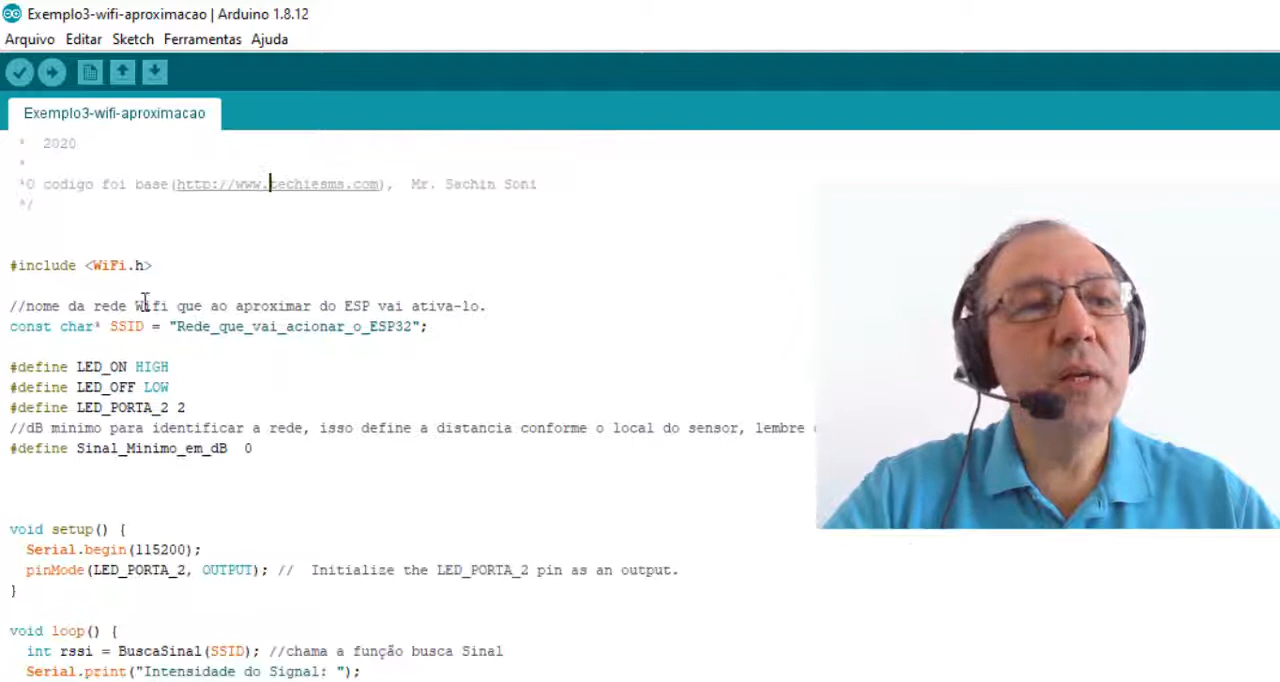 Exemplo3-wifi-aproximacao | Arduino 1.8.12
Arquivo Editar Sketch Ferramentas Ajuda
Exemplo3-wifi-aproximacao
* 2020
*
*O codigo foi base(http://www.techiesms.com), Mr. Sachin Soni
*/
#include <WiFi.h>
//nome da rede Wifi que ao aproximar do ESP vai ativa-lo.
const char* SSID = "Rede_que_vai_acionar_o_ESP32";
#define LED_ON HIGH
#define LED_OFF LOW
#define LED_PORTA_2 2
//dB minimo para identificar a rede, isso define a distancia conforme o local do sensor, lembre
#define Sinal_Minimo_em_dB 0
void setup() {
Serial.begin(115200);
pinMode(LED_PORTA_2, OUTPUT); // Initialize the LED_PORTA_2 pin as an output.
}
void loop() {
int rssi = BuscaSinal(SSID); //chama a função busca Sinal
Serial.print("Intensidade do Signal: ");